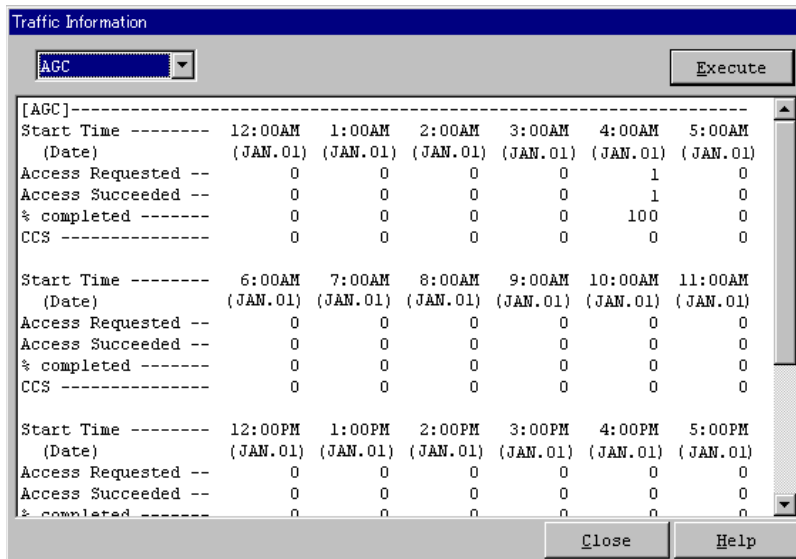 Traffic Information
AGC
Execute
[AGC]-------------------------------------------------------------------
Start Time -------- 12:00AM 1:00AM 2:00AM 3:00AM 4:00AM 5:00AM
(Date) (JAN.01) (JAN.01) (JAN.01) (JAN.01) (JAN.01) (JAN.01)
Access Requested -- 0 0 0 0 1 0
Access Succeeded -- 0 0 0 0 1 0
% completed ------- 0 0 0 0 100 0
CCS --------------- 0 0 0 0 0 0
Start Time -------- 6:00AM 7:00AM 8:00AM 9:00AM 10:00AM 11:00AM
(Date) (JAN.01) (JAN.01) (JAN.01) (JAN.01) (JAN.01) (JAN.01)
Access Requested -- 0 0 0 0 0 0
Access Succeeded -- 0 0 0 0 0 0
% completed ------- 0 0 0 0 0 0
CCS --------------- 0 0 0 0 0 0
Start Time -------- 12:00PM 1:00PM 2:00PM 3:00PM 4:00PM 5:00PM
(Date) (JAN.01) (JAN.01) (JAN.01) (JAN.01) (JAN.01) (JAN.01)
Access Requested -- 0 0 0 0 0 0
Access Succeeded -- 0 0 0 0 0 0
% completed ------- 0 0 0 0 0 0
Close Help